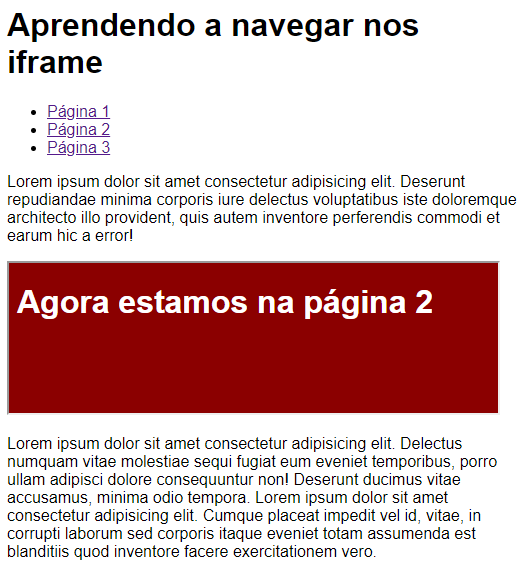 Aprendendo a navegar nos
iframe
Página 1
Página 2
Página 3
Lorem ipsum dolor sit amet consectetur adipisicing elit. Deserunt
repudiandae minima corporis iure delectus voluptatibus iste doloremque
architecto illo provident, quis autem inventore perferendis commodi et
earum hic a error!
Agora estamos na página 2
Lorem ipsum dolor sit amet consectetur adipisicing elit. Delectus
numquam vitae molestiae sequi fugiat eum eveniet temporibus, porro
ullam adipisci dolore consequuntur non! Deserunt ducimus vitae
accusamus, minima odio tempora. Lorem ipsum dolor sit amet
consectetur adipisicing elit. Cumque placeat impedit vel id, vitae, in
corrupti laborum sed corporis itaque eveniet totam assumenda est
blanditiis quod inventore facere exercitationem vero.